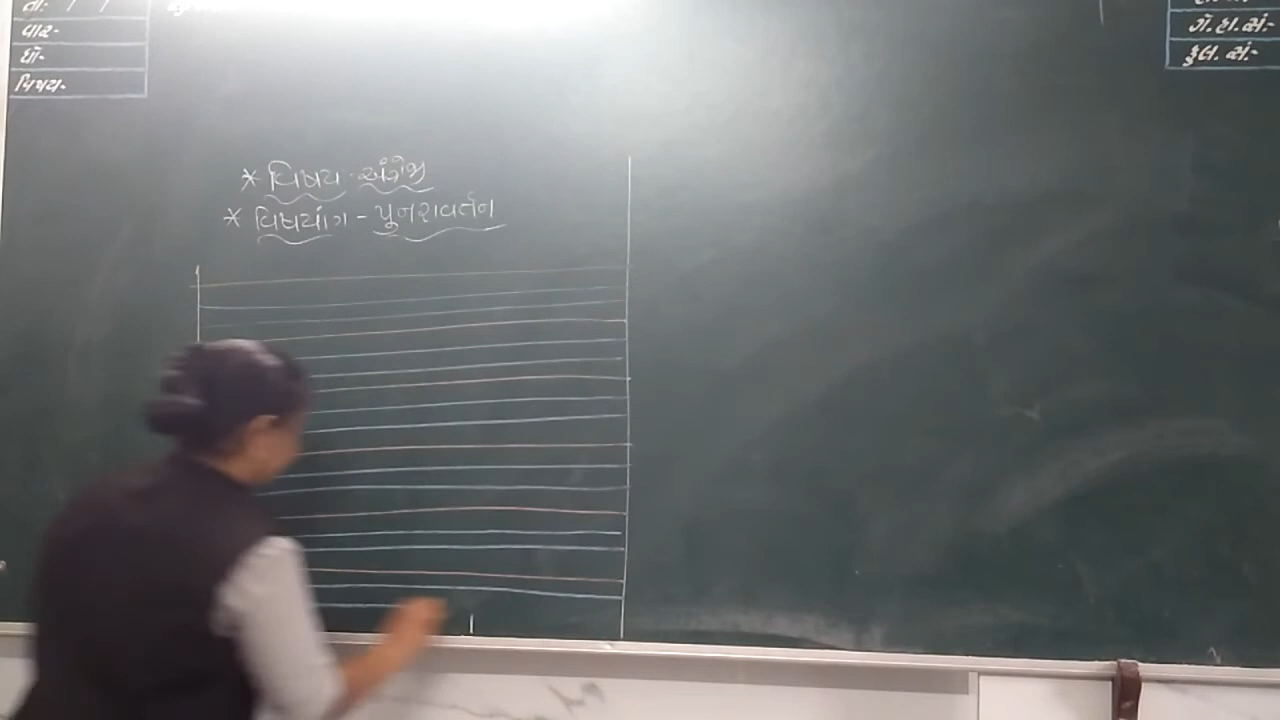 તા:- / /
વાર-
વિષય-
ગે.હા.સં:-
કુલ.સં:-
* વિષય - અંગ્રેજી
* વિષયાંગ - પૂનરાવર્તન